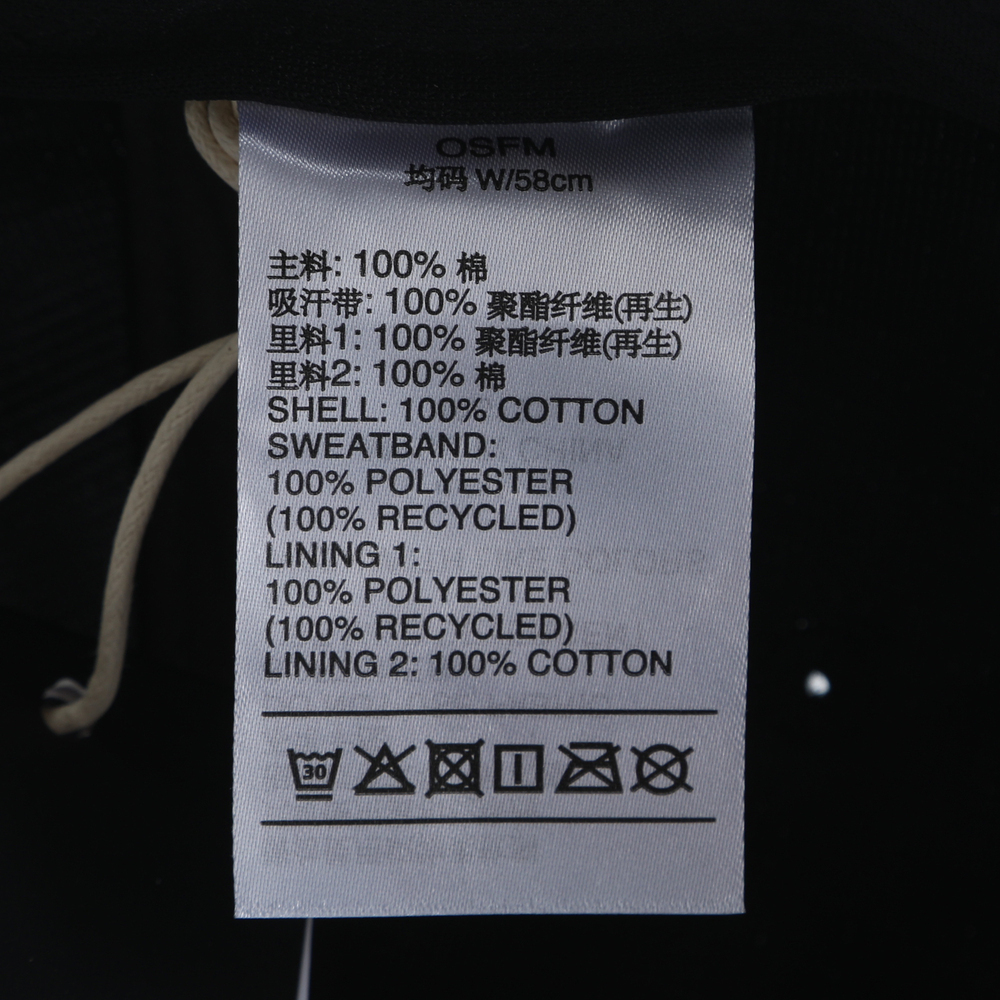 OSFM
均码 W/58cm
主料: 100% 棉
吸汗带: 100% 聚酯纤维(再生)
里料1: 100% 聚酯纤维(再生)
里料2: 100% 棉
SHELL: 100% COTTON
SWEATBAND:
100% POLYESTER
(100% RECYCLED)
LINING 1:
100% POLYESTER
(100% RECYCLED)
LINING 2: 100% COTTON
30